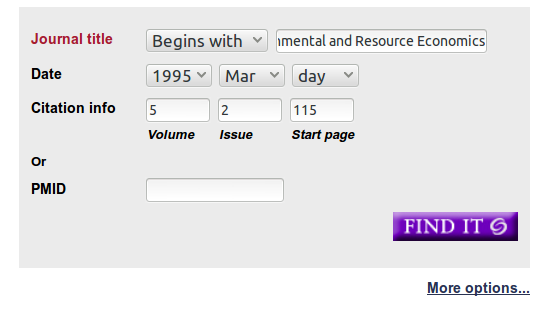 Journal title Begins with nmental and Resource Economics
Date 1995 Mar day
Citation info 5 2 115
Volume Issue Start page
Or
PMID
FIND IT
More options...